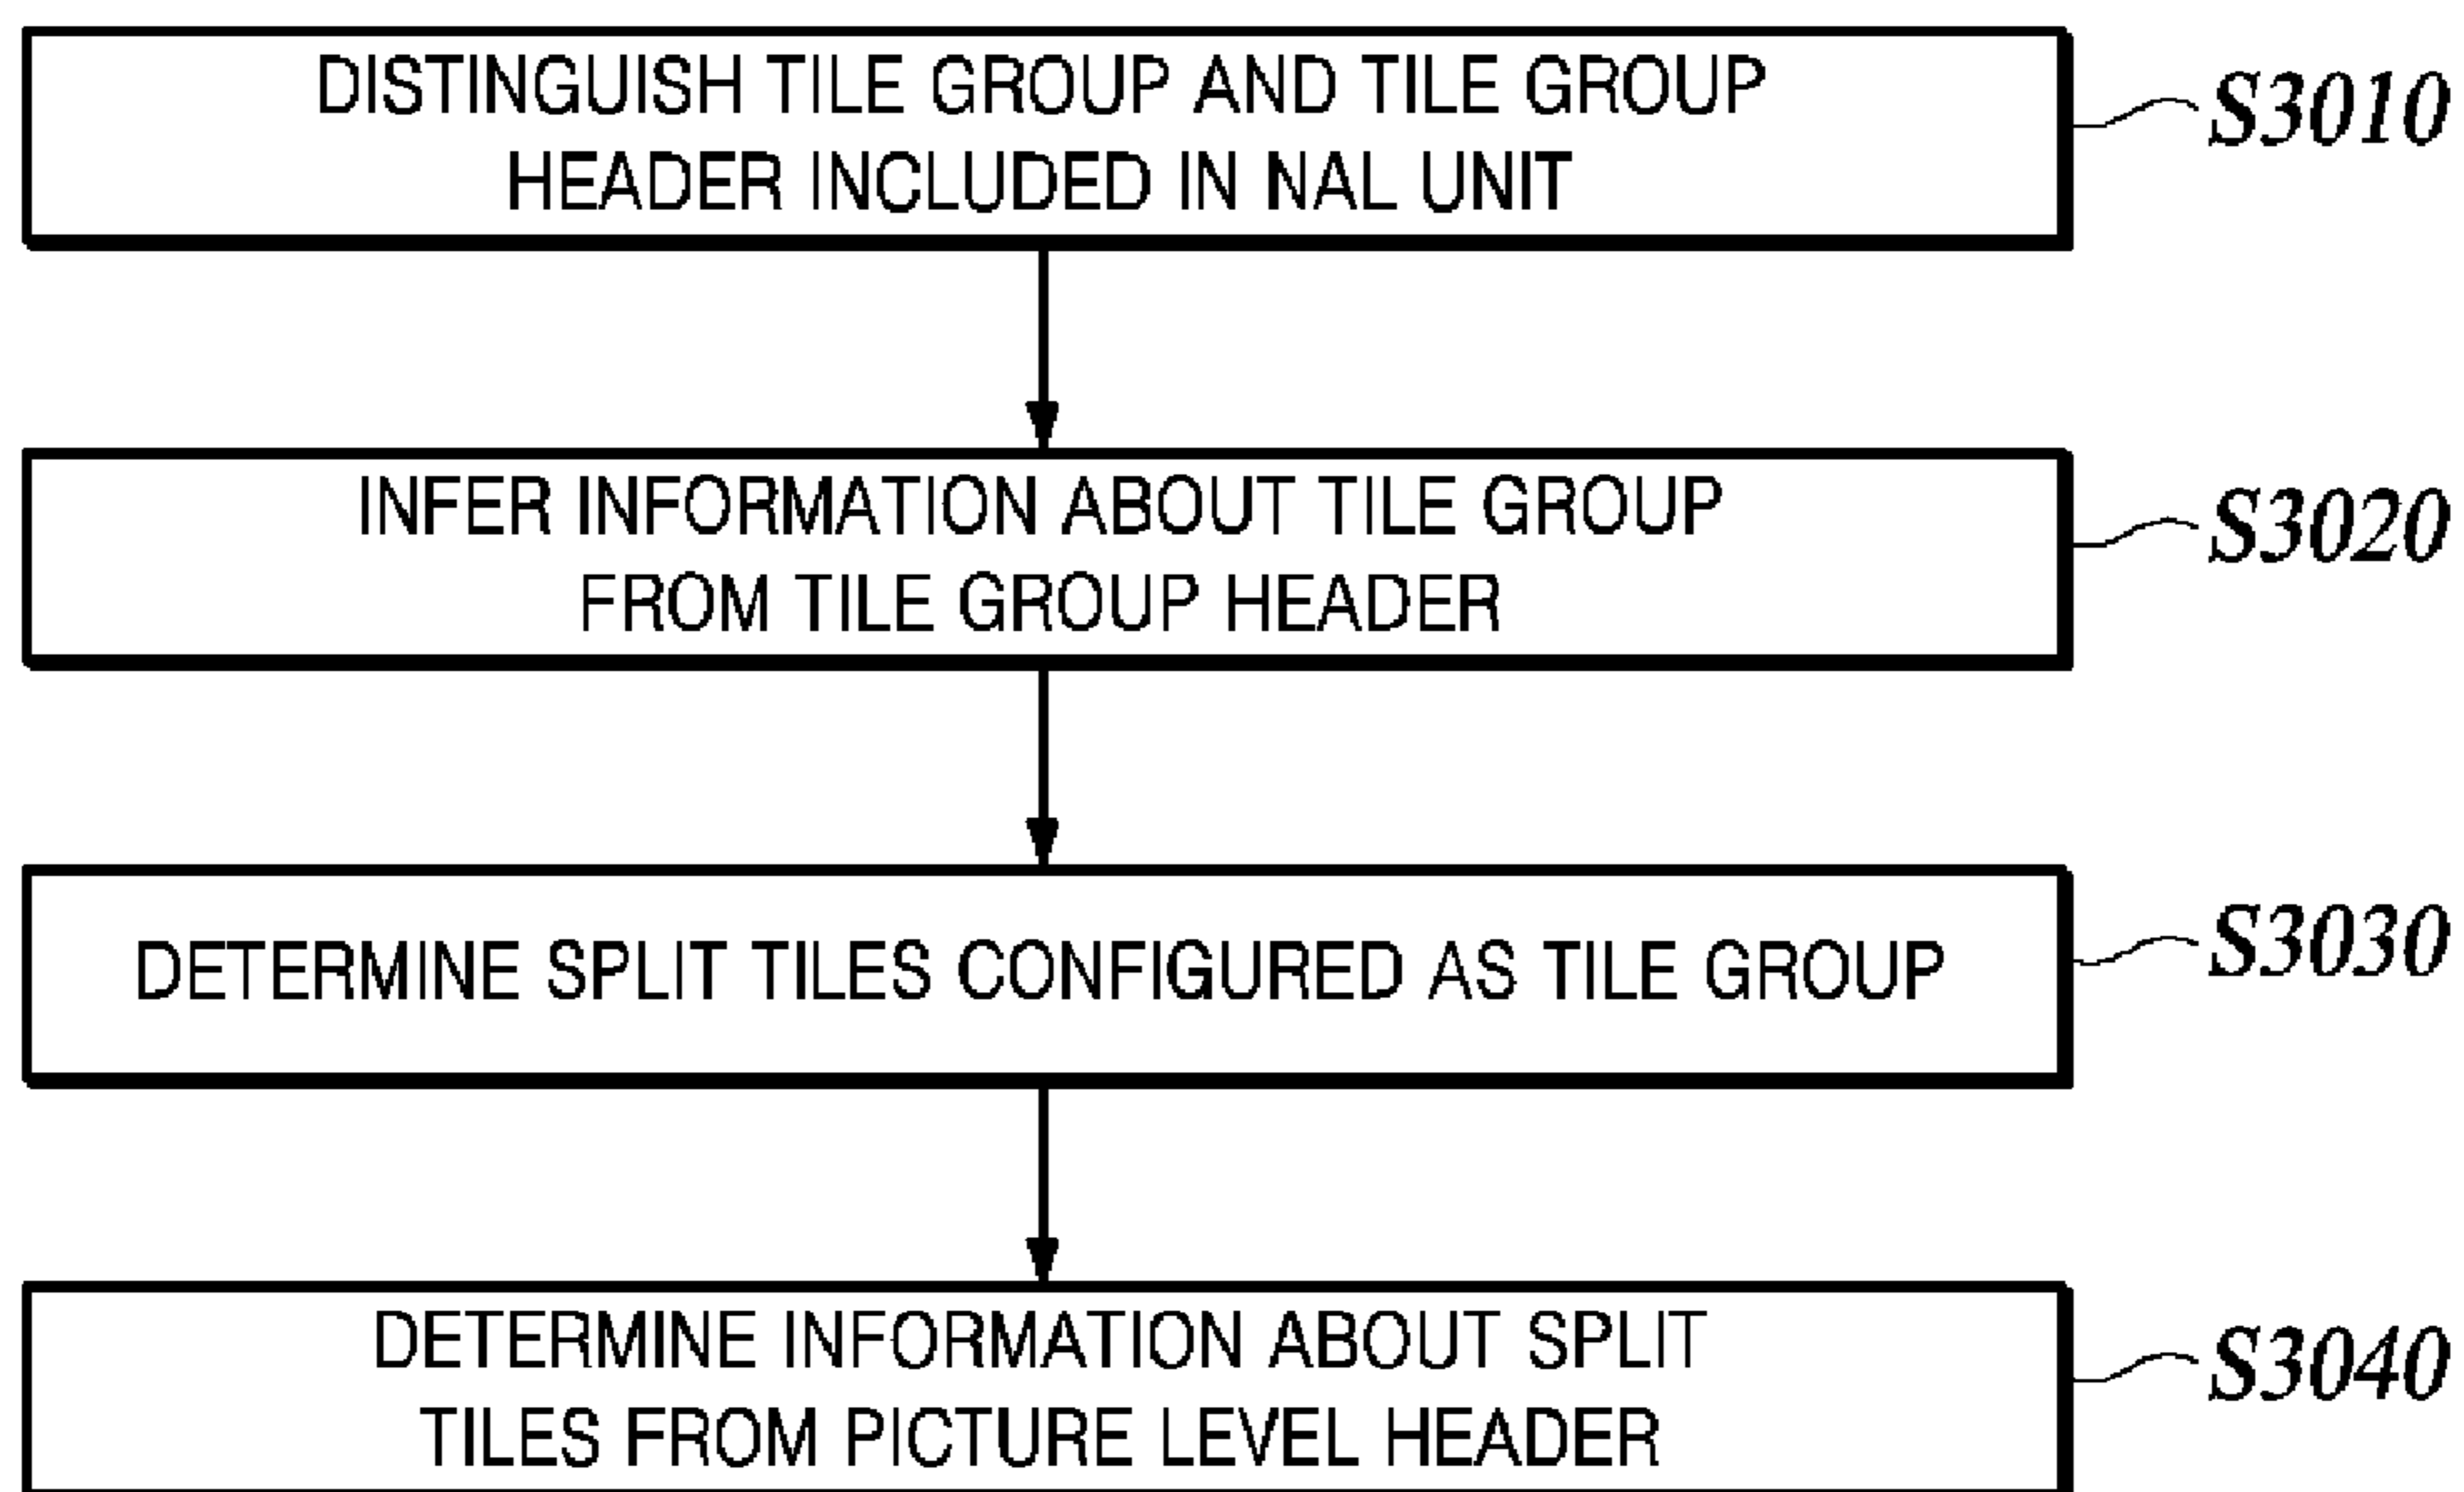 DISTINGUISH TILE GROUP AND TILE GROUP
HEADER INCLUDED IN NAL UNIT
S3010
INFER INFORMATION ABOUT TILE GROUP
FROM TILE GROUP HEADER
S3020
DETERMINE SPLIT TILES CONFIGURED AS TILE GROUP
S3030
DETERMINE INFORMATION ABOUT SPLIT
TILES FROM PICTURE LEVEL HEADER
S3040